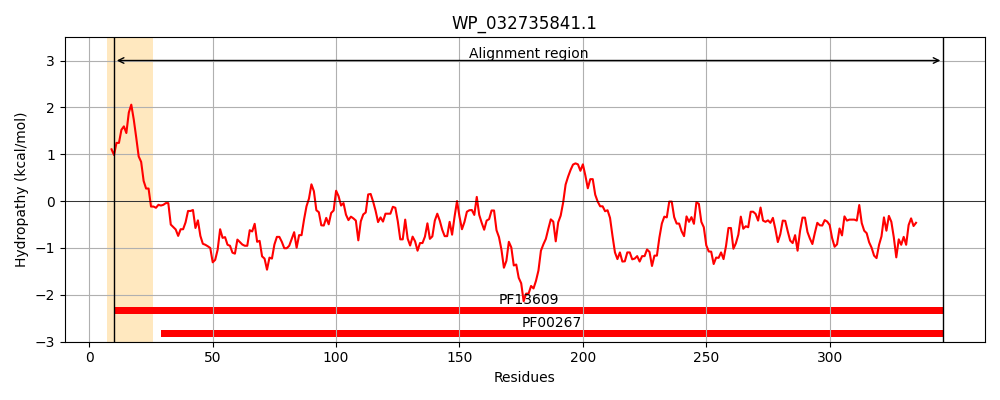 WP_032735841.1
Alignment region
Hydropathy (kcal/mol)
3
2
1
0
−1
−2
−3
PF13609
PF00267
0 50 100 150 200 250 300
Residues